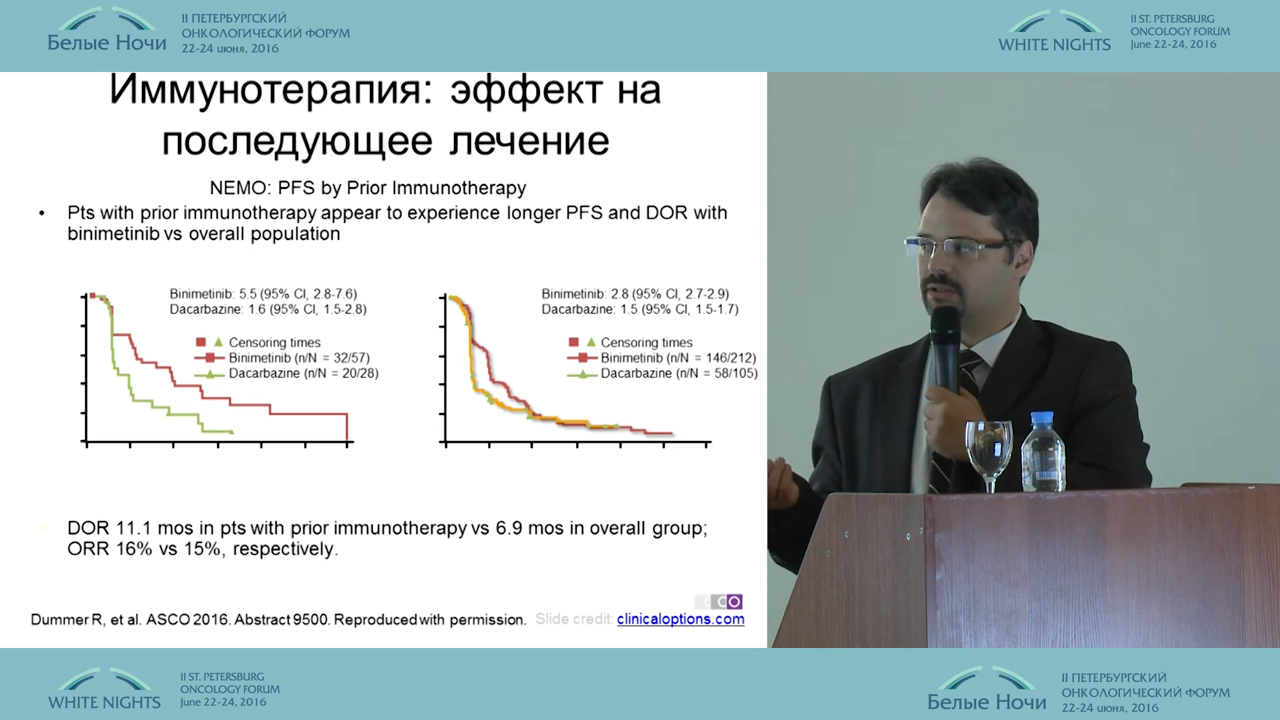 II ПЕТЕРБУРГСКИЙ
ОНКОЛОГИЧЕСКИЙ ФОРУМ
Белые Ночи
22-24 июня, 2016
II ST. PETERSBURG
ONCOLOGY FORUM
WHITE NIGHTS
June 22-24, 2016
Иммунотерапия: эффект на
последующее лечение
NEMO: PFS by Prior Immunotherapy
• Pts with prior immunotherapy appear to experience longer PFS and DOR with
binimetinib vs overall population
Binimetinib: 5.5 (95% CI, 2.8-7.6)
Dacarbazine: 1.6 (95% CI, 1.5-2.8)
Censoring times
Binimetinib (n/N = 32/57)
Dacarbazine (n/N = 20/28)
Binimetinib: 2.8 (95% CI, 2.7-2.9)
Dacarbazine: 1.5 (95% CI, 1.5-1.7)
Censoring times
Binimetinib (n/N = 146/212)
Dacarbazine (n/N = 58/105)
DOR 11.1 mos in pts with prior immunotherapy vs 6.9 mos in overall group;
ORR 16% vs 15%, respectively.
CCO
Dummer R, et al. ASCO 2016. Abstract 9500. Reproduced with permission. Slide credit: clinicaloptions.com
II ST. PETERSBURG
ONCOLOGY FORUM
WHITE NIGHTS
June 22-24, 2016
II ПЕТЕРБУРГСКИЙ
ОНКОЛОГИЧЕСКИЙ ФОРУМ
Белые Ночи
22-24 июня, 2016